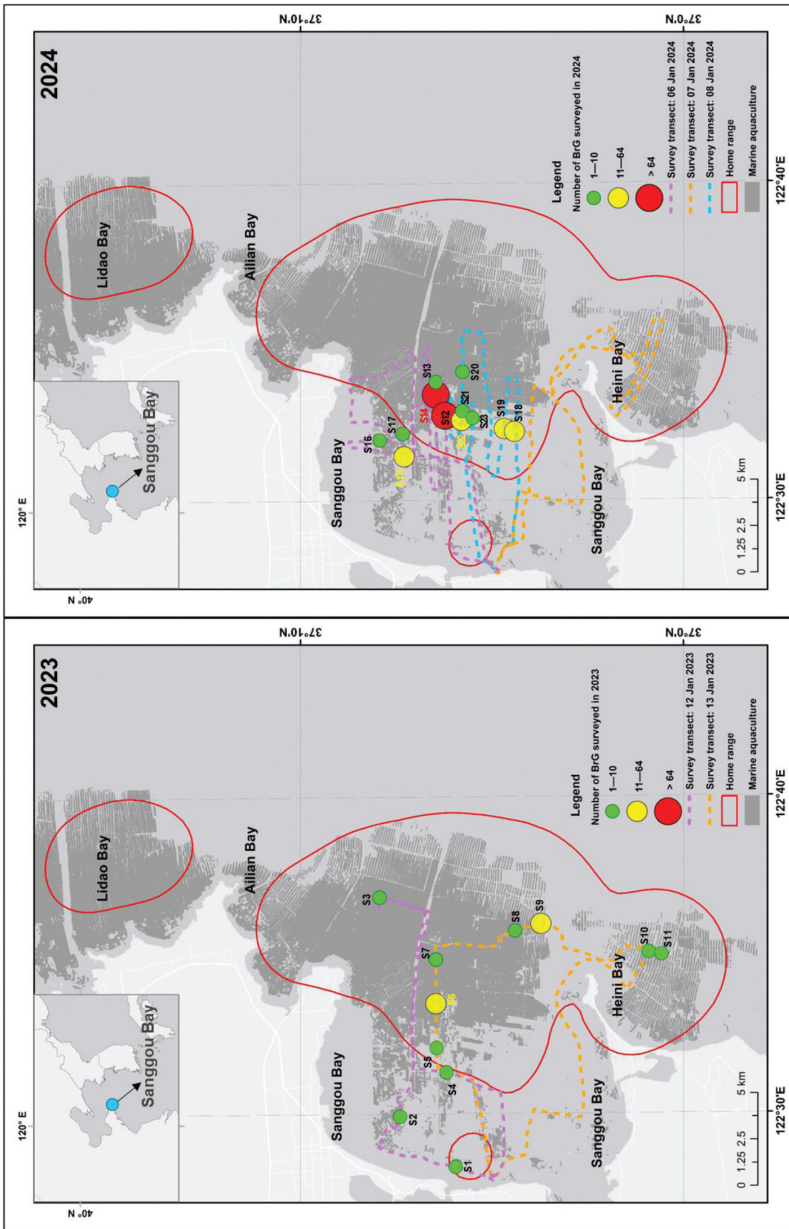 2023
120° E
40° N
Sanggou Bay
Lidao Bay
Ailian Bay
Sanggou Bay
S3
S2
S7
S5
S6
S4
S1
S8
S9
Sanggou Bay
Heini Bay
S10
S11
37°10'N
37°0'N
122°30'E
122°40'E
0 1.25 2.5 5 km
Legend
Number of BrG surveyed in 2023
1—10
11—64
> 64
Survey transect: 12 Jan 2023
Survey transect: 13 Jan 2023
Home range
Marine aquaculture
2024
120° E
40° N
Sanggou Bay
Lidao Bay
Ailian Bay
Sanggou Bay
S16
S17
S14
S13
S12
S21
S20
S23
S19
S18
Sanggou Bay
Heini Bay
37°10'N
37°0'N
122°30'E
122°40'E
0 1.25 2.5 5 km
Legend
Number of BrG surveyed in 2024
1—10
11—64
> 64
Survey transect: 06 Jan 2024
Survey transect: 07 Jan 2024
Survey transect: 08 Jan 2024
Home range
Marine aquaculture